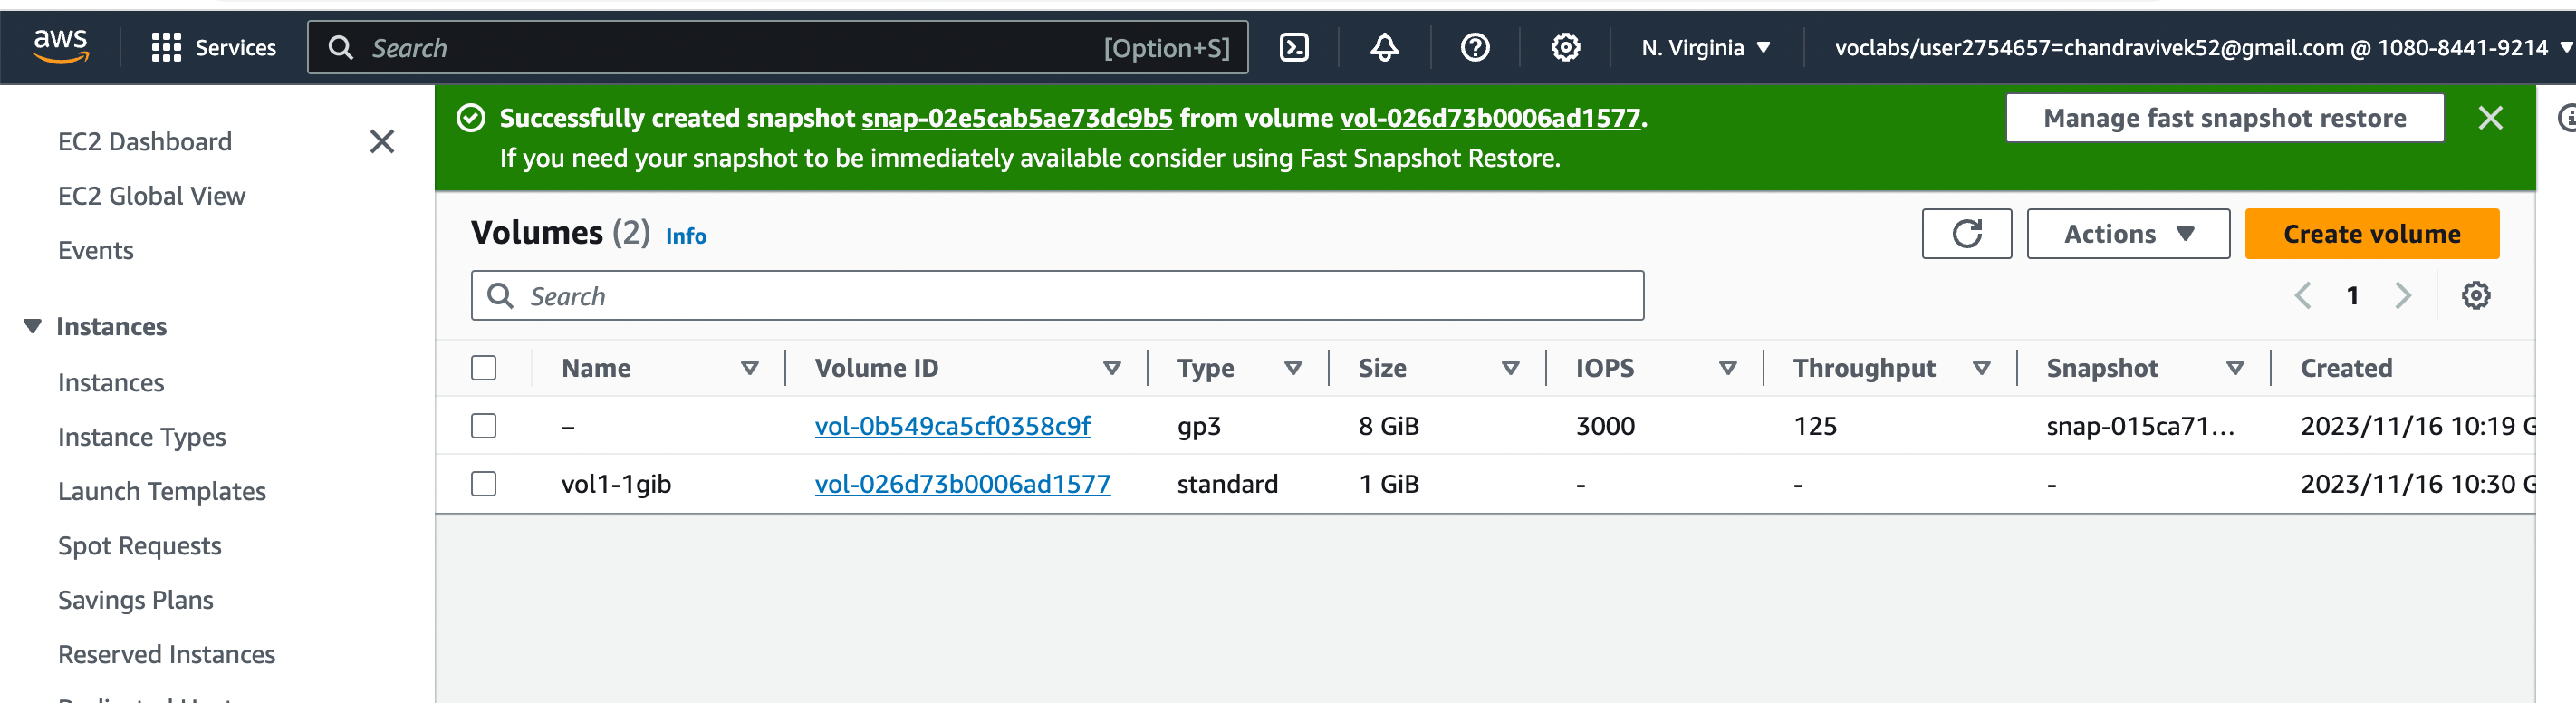 aws
Services
Search
[Option+S]
N. Virginia
voclabs/user2754657=chandravivek52@gmail.com @ 1080-8441-9214
EC2 Dashboard
EC2 Global View
Events
Instances
Instances
Instance Types
Launch Templates
Spot Requests
Savings Plans
Reserved Instances
Successfully created snapshot snap-02e5cab5ae73dc9b5 from volume vol-026d73b0006ad1577.
If you need your snapshot to be immediately available consider using Fast Snapshot Restore.
Manage fast snapshot restore
Volumes (2) Info
Actions
Create volume
Search
1
Name Volume ID Type Size IOPS Throughput Snapshot Created
– vol-0b549ca5cf0358c9f gp3 8 GiB 3000 125 snap-015ca71... 2023/11/16 10:19 G
vol1-1gib vol-026d73b0006ad1577 standard 1 GiB - - - 2023/11/16 10:30 G